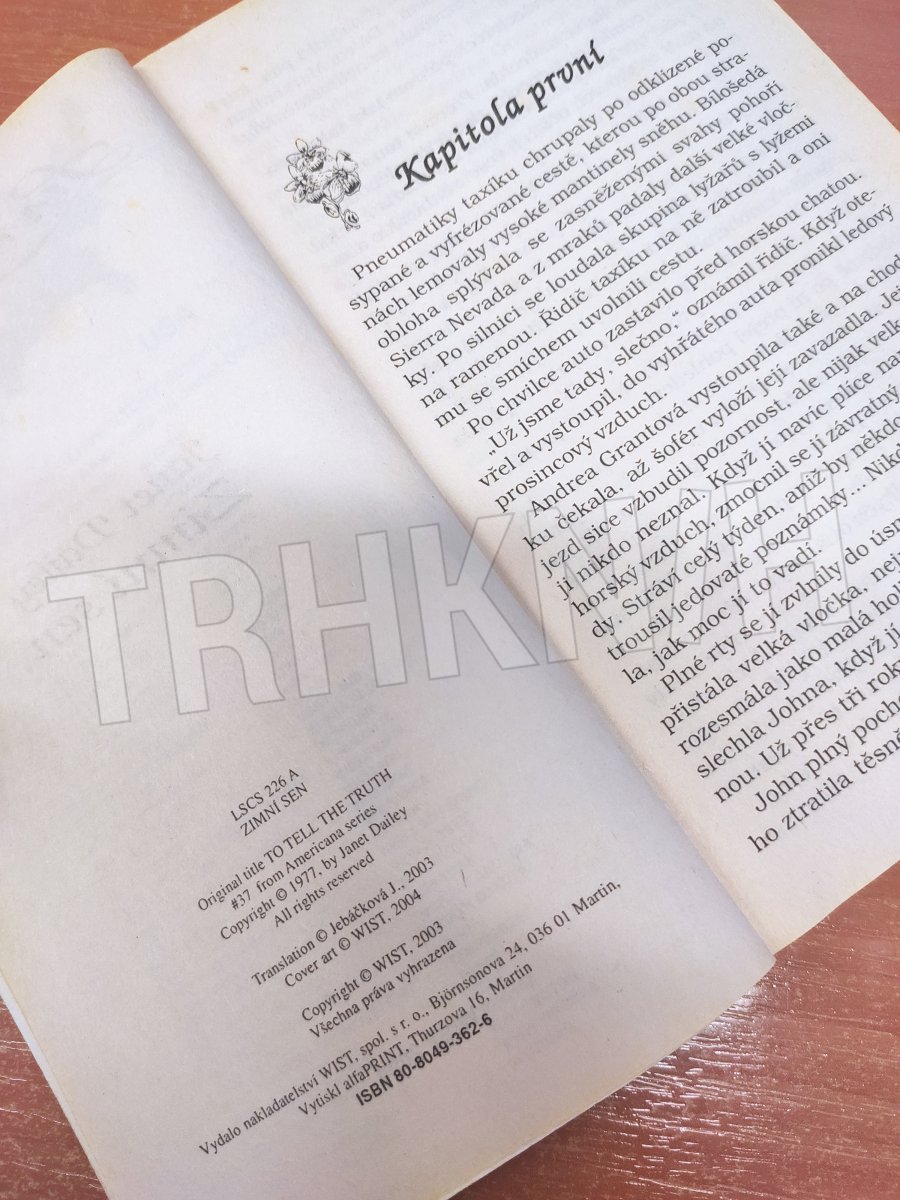 LSCS 226 A
ZIMNÍ SEN
Original title TO TELL THE TRUTH
#37 from Americana series
Copyright © 1977, by Janet Dailey
All rights reserved
Translation © Jebáčková J., 2003
Cover art © WIST, 2004
Copyright © WIST, 2003
Všechna práva vyhrazena
Vydalo nakladatelství WIST, spol. s r. o., Björnsonova 24, 036 01 Martin,
Vytiskl alfaPRINT, Thurzova 16, Martin
ISBN 80-8049-362-6
Kapitola první
Pneumatiky taxíku chrupaly po odklízené po-
sypané a vyfrézované cestě, kterou po obou stra-
nách lemovaly vysoké mantinely sněhu. Bílošedá
obloha splývala se zasněženými svahy pohoří
Sierra Nevada a z mraků padaly další velké vloč-
ky. Po silnici se loudala skupina lyžařů s lyžemi
na ramenou. Řidič taxíku na ně zatroubil a oni
mu se smíchem uvolnili cestu.
Po chvilce auto zastavilo před horskou chatou.
„Už jsme tady, slečno,“ oznámil řidič. Když ote-
vřel a vystoupil, do vyhřátého auta pronikl ledový
prosincový vzduch.
Andrea Grantová vystoupila také a na chod
ku čekala, až šofér vyloží její zavazadla. Jej
jezd sice vzbudil pozornost, ale nijak velk
ji nikdo neznal. Když jí navíc plíce nap
horský vzduch, zmocnil se jí závratný
dy. Stráví celý týden, aniž by někdo
trousil jedovaté poznámky... Nikd
la, jak moc jí to vadí.
Plné rty se jí zvlnily do úsm
přistála velká vločka, nejp
rozesmála jako malá hol
slechla Johna, když jí
nou. Už přes tři roky
John plný poch
ho ztratila těsně
TRHKNIH